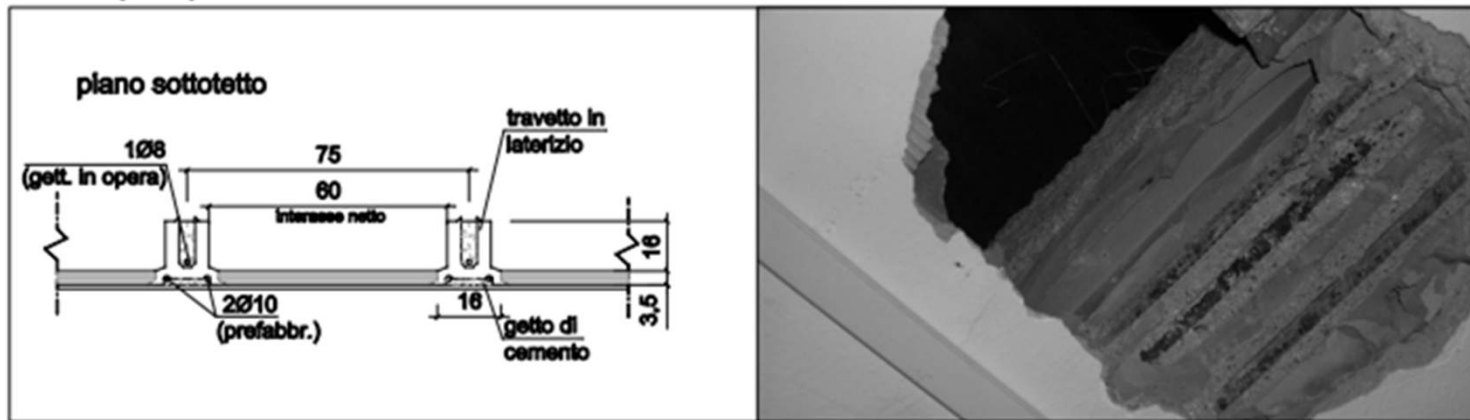 piano sottotetto
travetto in
laterizio
1Ø8
(gett. in opera)
75
60
interasse netto
16
3,5
2Ø10
(prefabbr.)
16
getto di
cemento